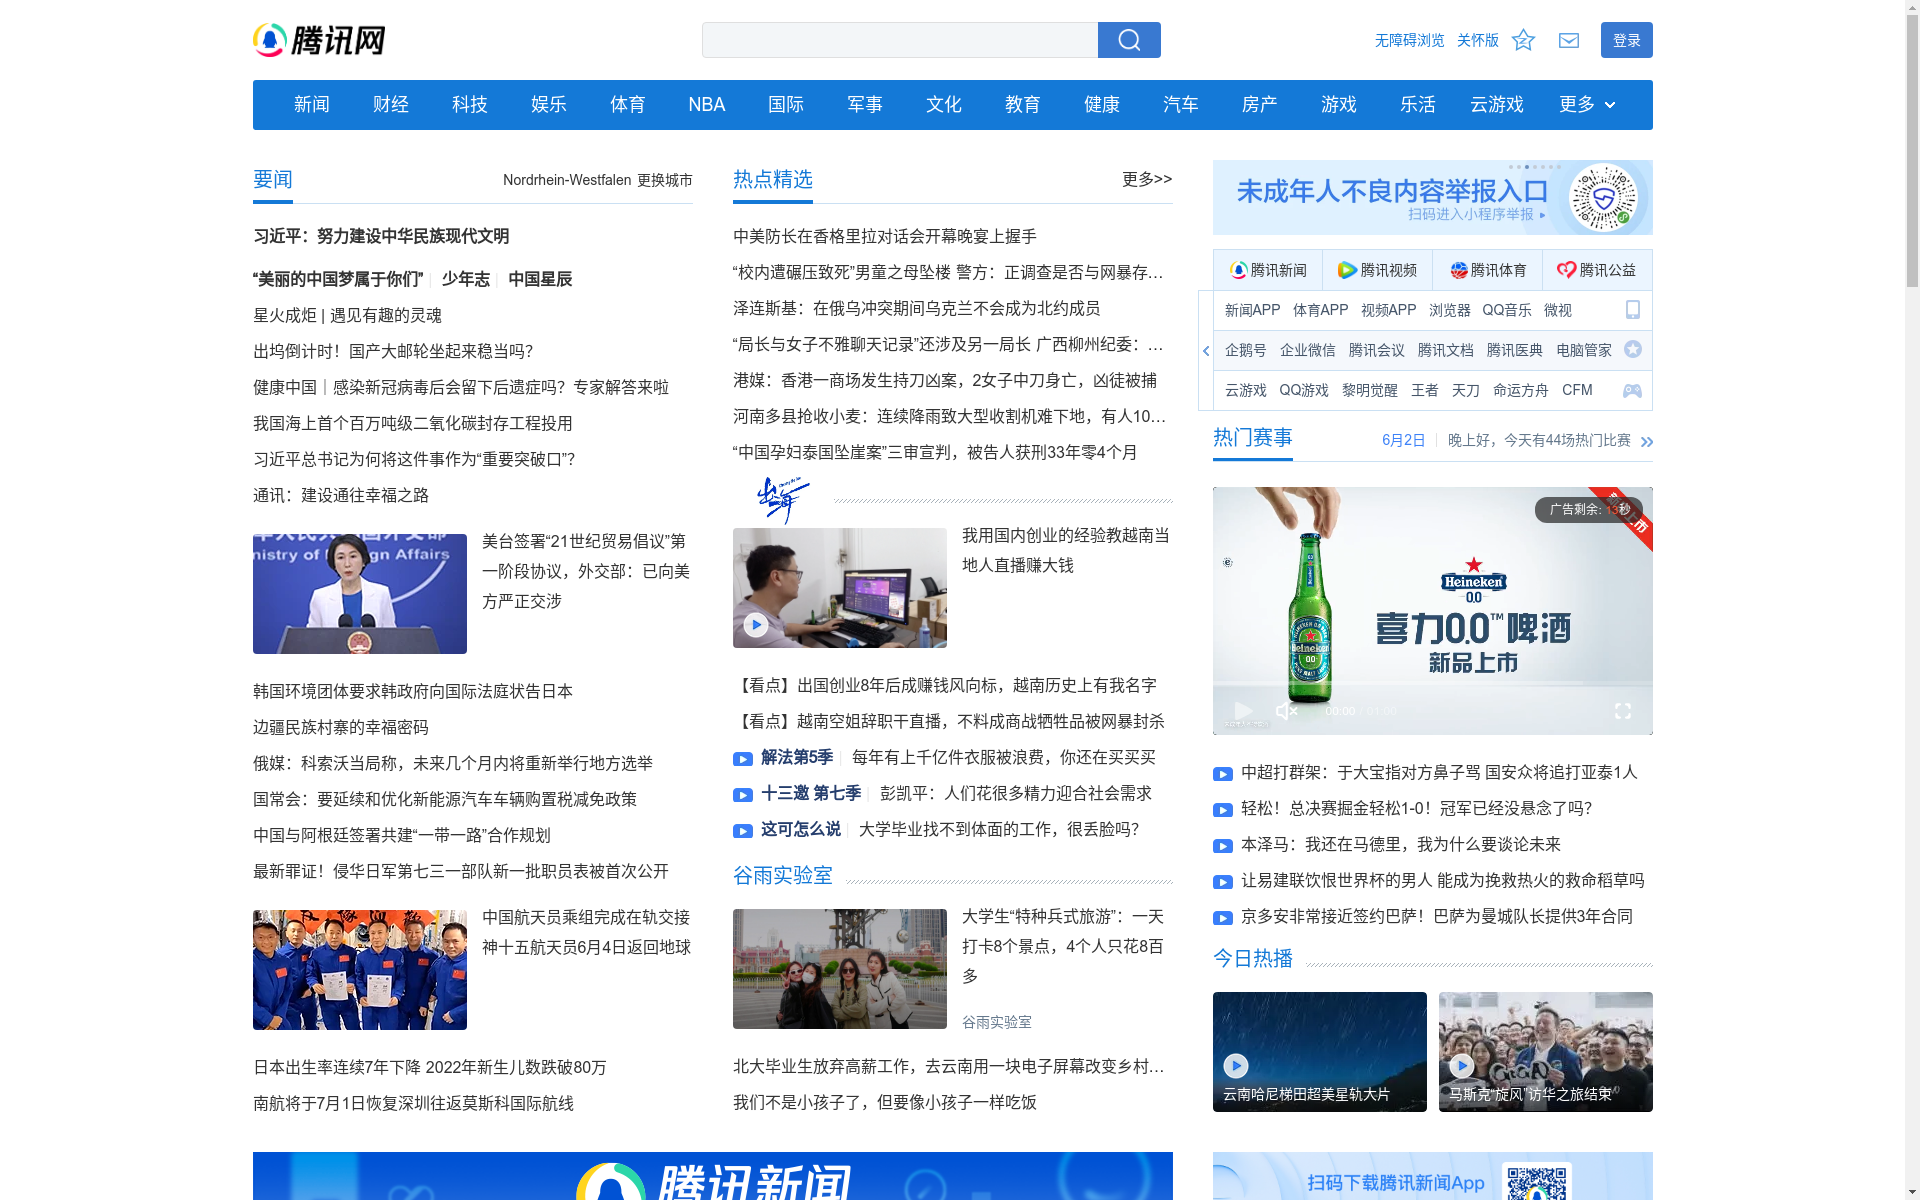 腾讯网
无障碍浏览 关怀版 登录
新闻 财经 科技 娱乐 体育 NBA 国际 军事 文化 教育 健康 汽车 房产 游戏 乐活 云游戏 更多
要闻
Nordrhein-Westfalen 更换城市
习近平：努力建设中华民族现代文明
“美丽的中国梦属于你们” 少年志 中国星辰
星火成炬 | 遇见有趣的灵魂
出坞倒计时！国产大邮轮坐起来稳当吗？
健康中国｜感染新冠病毒后会留下后遗症吗？专家解答来啦
我国海上首个百万吨级二氧化碳封存工程投用
习近平总书记为何将这件事作为“重要突破口”？
通讯：建设通往幸福之路
nistry of Foreign Affairs
美台签署“21世纪贸易倡议”第
一阶段协议，外交部：已向美
方严正交涉
韩国环境团体要求韩政府向国际法庭状告日本
边疆民族村寨的幸福密码
俄媒：科索沃当局称，未来几个月内将重新举行地方选举
国常会：要延续和优化新能源汽车车辆购置税减免政策
中国与阿根廷签署共建“一带一路”合作规划
最新罪证！侵华日军第七三一部队新一批职员表被首次公开
中国航天员乘组完成在轨交接
神十五航天员6月4日返回地球
日本出生率连续7年下降 2022年新生儿数跌破80万
南航将于7月1日恢复深圳往返莫斯科国际航线
热点精选
更多>>
中美防长在香格里拉对话会开幕晚宴上握手
“校内遭碾压致死”男童之母坠楼 警方：正调查是否与网暴存…
泽连斯基：在俄乌冲突期间乌克兰不会成为北约成员
“局长与女子不雅聊天记录”还涉及另一局长 广西柳州纪委：…
港媒：香港一商场发生持刀凶案，2女子中刀身亡，凶徒被捕
河南多县抢收小麦：连续降雨致大型收割机难下地，有人10…
“中国孕妇泰国坠崖案”三审宣判，被告人获刑33年零4个月
出海
我用国内创业的经验教越南当
地人直播赚大钱
【看点】出国创业8年后成赚钱风向标，越南历史上有我名字
【看点】越南空姐辞职干直播，不料成商战牺牲品被网暴封杀
解法第5季 每年有上千亿件衣服被浪费，你还在买买买
十三邀 第七季 彭凯平：人们花很多精力迎合社会需求
这可怎么说 大学毕业找不到体面的工作，很丢脸吗？
谷雨实验室
大学生“特种兵式旅游”：一天
打卡8个景点，4个人只花8百
多
谷雨实验室
北大毕业生放弃高薪工作，去云南用一块电子屏幕改变乡村…
我们不是小孩子了，但要像小孩子一样吃饭
未成年人不良内容举报入口
扫码进入小程序举报
腾讯新闻 腾讯视频 腾讯体育 腾讯公益
新闻APP 体育APP 视频APP 浏览器 QQ音乐 微视
企鹅号 企业微信 腾讯会议 腾讯文档 腾讯医典 电脑管家
云游戏 QQ游戏 黎明觉醒 王者 天刀 命运方舟 CFM
热门赛事
6月2日 晚上好，今天有44场热门比赛
广告剩余: 13秒
Heineken
0.0
喜力0.0™啤酒
新品上市
Heineken
00:00
中超打群架：于大宝指对方鼻子骂 国安众将追打亚泰1人
轻松！总决赛掘金轻松1-0！冠军已经没悬念了吗？
本泽马：我还在马德里，我为什么要谈论未来
让易建联饮恨世界杯的男人 能成为挽救热火的救命稻草吗
京多安非常接近签约巴萨！巴萨为曼城队长提供3年合同
今日热播
云南哈尼梯田超美星轨大片
马斯克“旋风”访华之旅结束
腾讯新闻
扫码下载腾讯新闻App